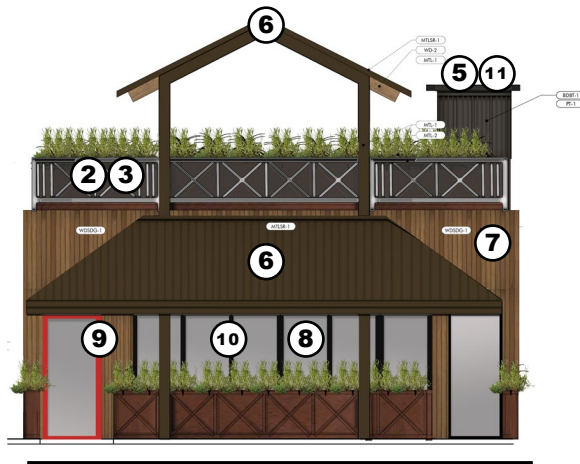 6
MTLSR-1
WD-2
MTL-1
5 11
BDBT-1
PT-1
MTL-1
MTL-2
2 3
WDSDG-1
MTLSR-1
WDSDG-1
7
6
9
10
8